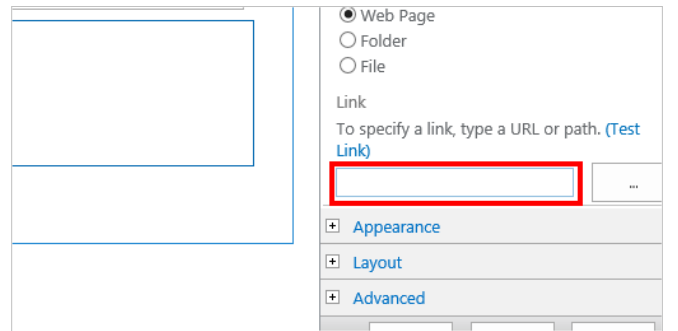 Web Page
Folder
File
Link
To specify a link, type a URL or path. (Test
Link)
...
Appearance
Layout
Advanced